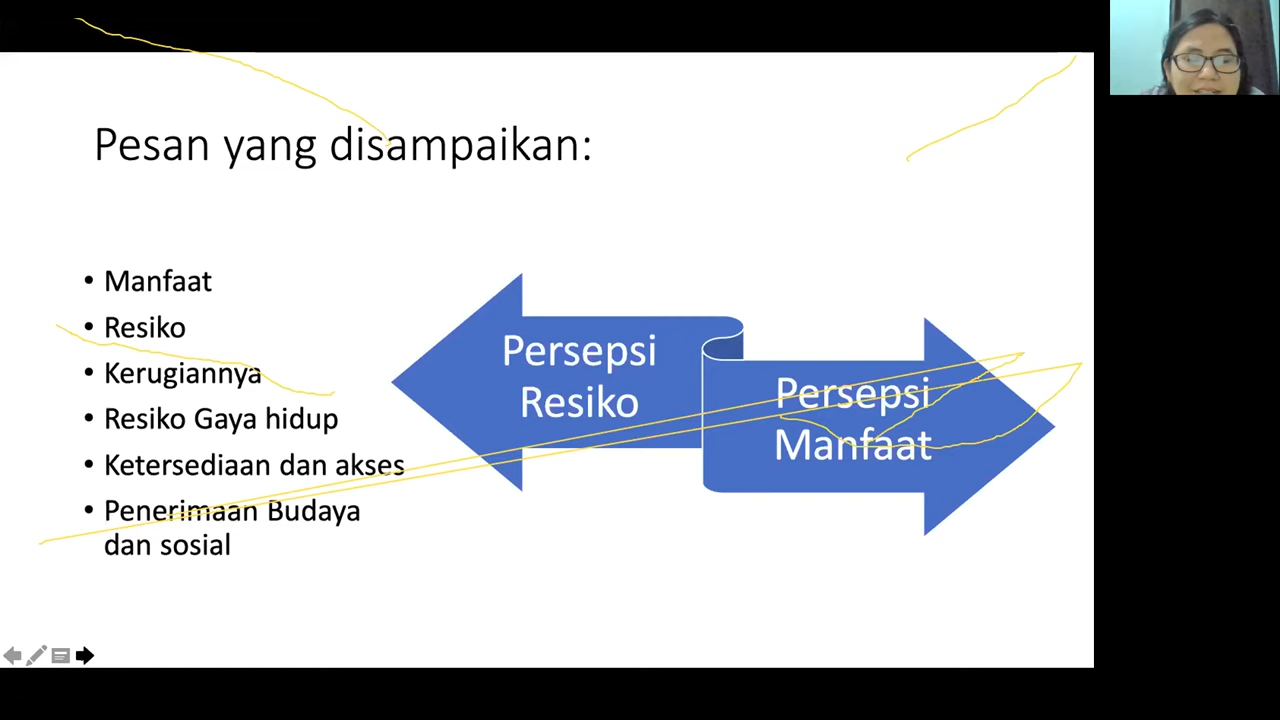 Pesan yang disampaikan:
Manfaat
Resiko
Kerugiannya
Resiko Gaya hidup
Ketersediaan dan akses
Penerimaan Budaya
dan sosial
Persepsi
Resiko
Persepsi
Manfaat